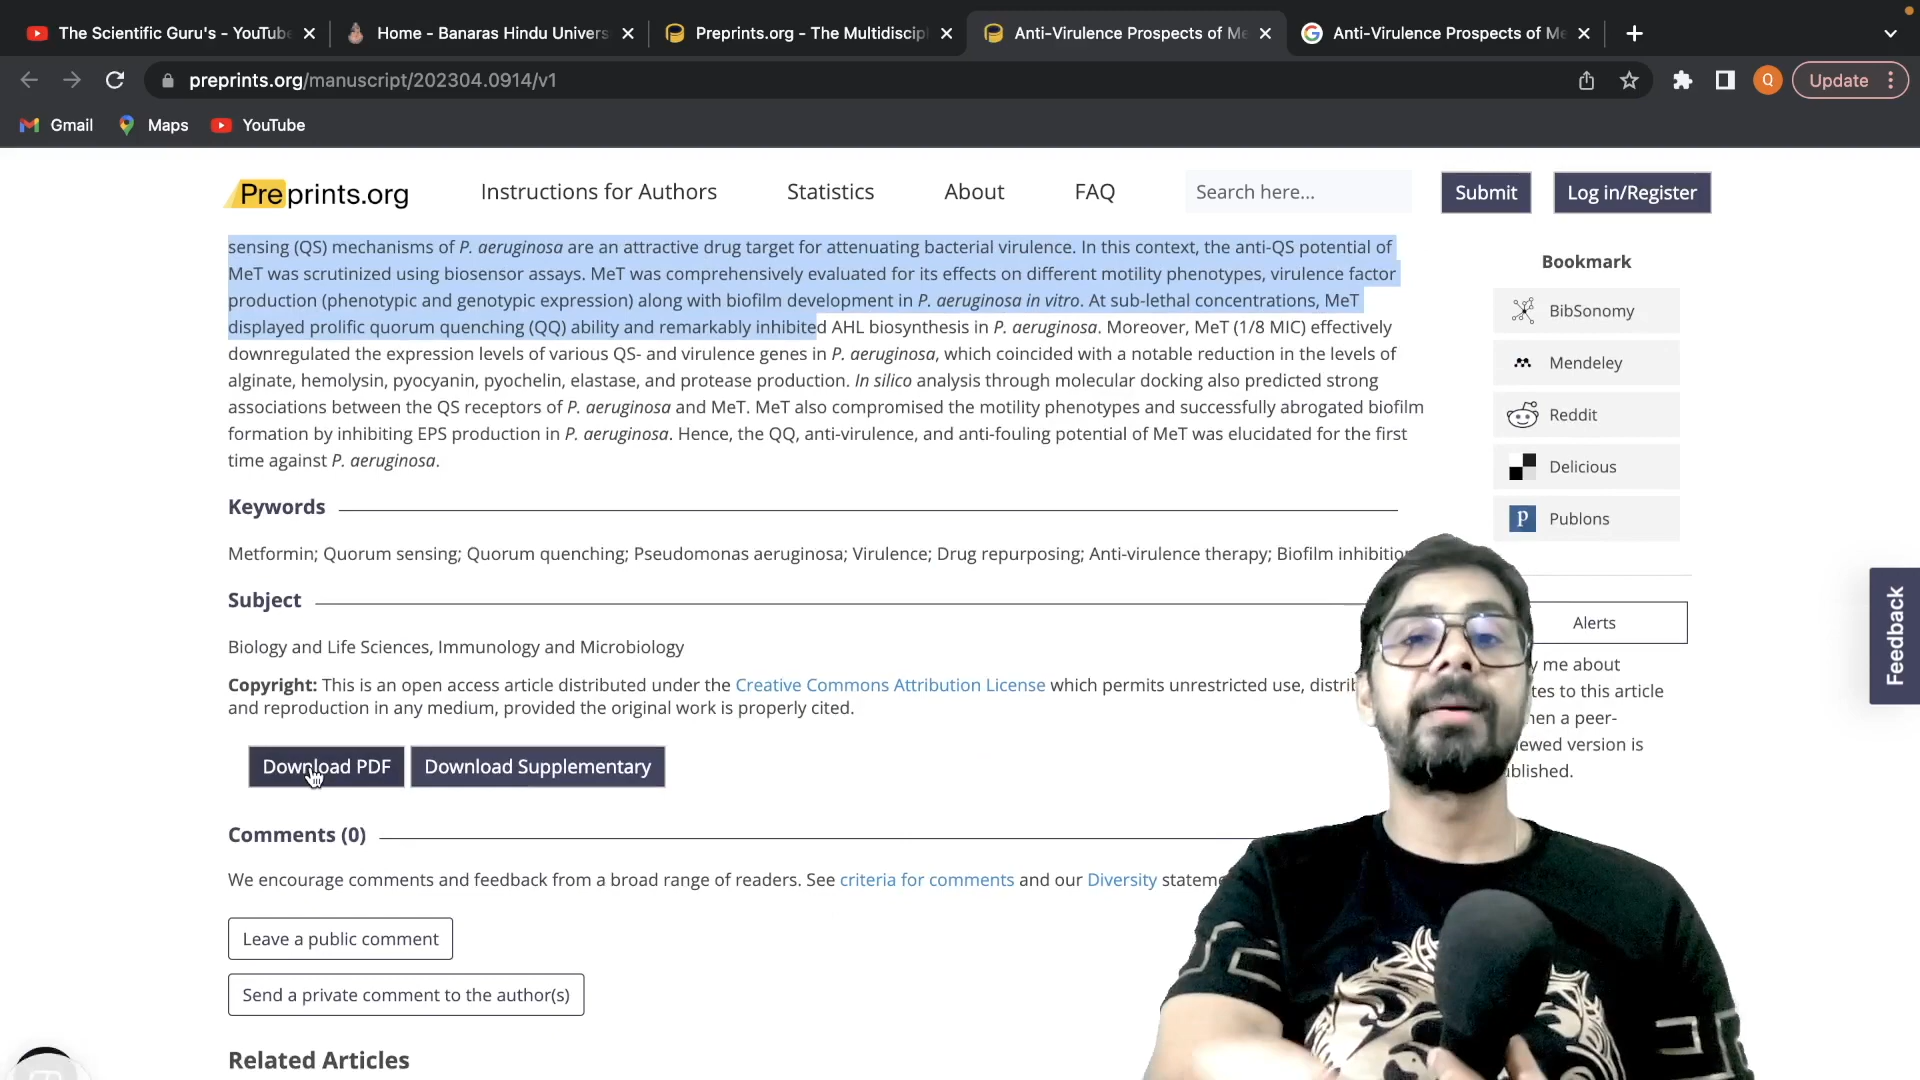 The Scientific Guru's - YouTube
Home - Banaras Hindu Univers
Preprints.org - The Multidiscipl
Anti-Virulence Prospects of Me
Anti-Virulence Prospects of Me
preprints.org/manuscript/202304.0914/v1
Q
Update
Gmail
Maps
YouTube
Preprints.org
Instructions for Authors
Statistics
About
FAQ
Search here...
Submit
Log in/Register
sensing (QS) mechanisms of P. aeruginosa are an attractive drug target for attenuating bacterial virulence. In this context, the anti-QS potential of
MeT was scrutinized using biosensor assays. MeT was comprehensively evaluated for its effects on different motility phenotypes, virulence factor
production (phenotypic and genotypic expression) along with biofilm development in P. aeruginosa in vitro. At sub-lethal concentrations, MeT
displayed prolific quorum quenching (QQ) ability and remarkably inhibited AHL biosynthesis in P. aeruginosa. Moreover, MeT (1/8 MIC) effectively
downregulated the expression levels of various QS- and virulence genes in P. aeruginosa, which coincided with a notable reduction in the levels of
alginate, hemolysin, pyocyanin, pyochelin, elastase, and protease production. In silico analysis through molecular docking also predicted strong
associations between the QS receptors of P. aeruginosa and MeT. MeT also compromised the motility phenotypes and successfully abrogated biofilm
formation by inhibiting EPS production in P. aeruginosa. Hence, the QQ, anti-virulence, and anti-fouling potential of MeT was elucidated for the first
time against P. aeruginosa.
Keywords
Metformin; Quorum sensing; Quorum quenching; Pseudomonas aeruginosa; Virulence; Drug repurposing; Anti-virulence therapy; Biofilm inhibition
Subject
Biology and Life Sciences, Immunology and Microbiology
Copyright: This is an open access article distributed under the Creative Commons Attribution License which permits unrestricted use, distrib
and reproduction in any medium, provided the original work is properly cited.
Download PDF
Download Supplementary
Comments (0)
We encourage comments and feedback from a broad range of readers. See criteria for comments and our Diversity stateme
Leave a public comment
Send a private comment to the author(s)
Related Articles
Bookmark
BibSonomy
Mendeley
Reddit
Delicious
Publons
Alerts
y me about
tes to this article
hen a peer-
iewed version is
blished.
Feedback